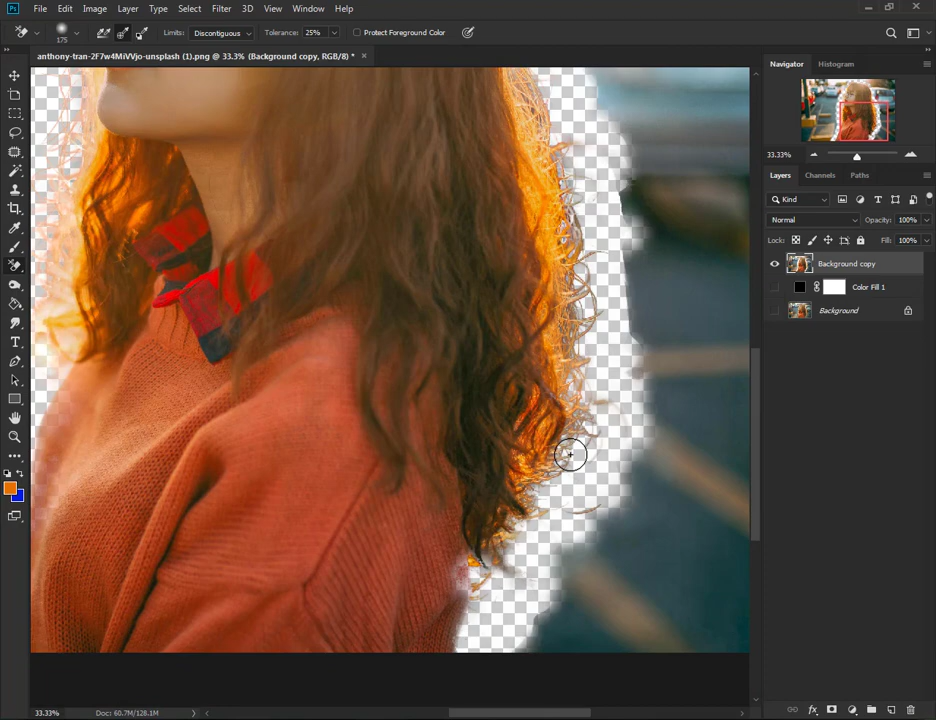 Ps File Edit Image Layer Type Select Filter 3D View Window Help
175 Limits: Discontiguous Tolerance: 25% Protect Foreground Color
anthony-tran-2F7w4MiVVjo-unsplash (1).png @ 33.3% (Background copy, RGB/8) *
Navigator Histogram
33.33%
Layers Channels Paths
Kind
Normal Opacity: 100%
Lock: Fill: 100%
Background copy
Color Fill 1
Background
33.33% Doc: 60.7M/128.1M